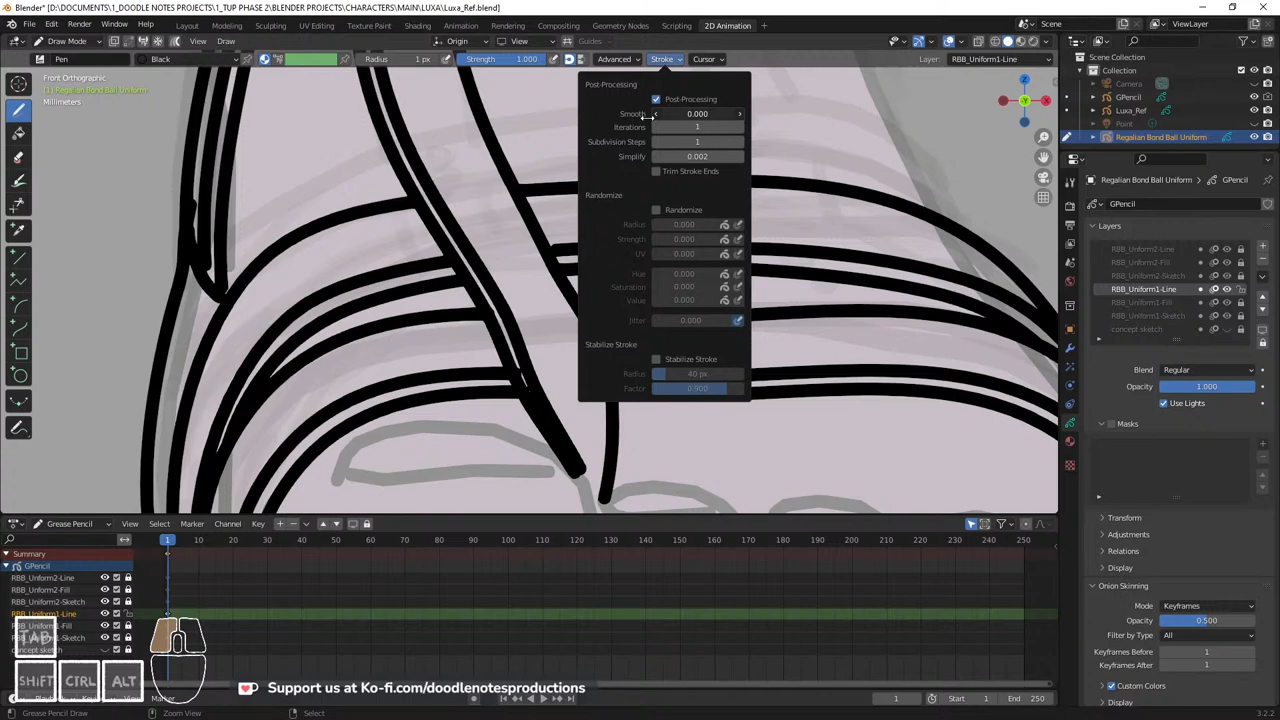 Blender* [D:\DOCUMENTS\DOODLE NOTES PROJECTS\1_TUP PHASE 2\BLENDER PROJECTS\CHARACTERS\MAIN\LUXA\Luxa_Ref.blend]
File Edit Render Window Help Layout Modeling Sculpting UV Editing Texture Paint Shading Animation Rendering Compositing Geometry Nodes Scripting 2D Animation + Scene ViewLayer
Draw Mode View Draw Origin View Guides
Pen Black Radius 1 px Strength 1.000 Advanced Stroke Cursor Layer: RBB_Uniform1-Line
Front Orthographic
(1) Regalian Bond Ball Uniform
Millimeters
Post-Processing
Post-Processing
Smooth 0.000
Iterations 1
Subdivision Steps 1
Simplify 0.002
Trim Stroke Ends
Randomize
Randomize
Radius 0.000
Strength 0.000
UV 0.000
Hue 0.000
Saturation 0.000
Value 0.000
Jitter 0.000
Stabilize Stroke
Stabilize Stroke
Radius 40 px
Factor 0.900
Z
Y
X
Scene Collection
Collection
Camera
GPencil
Luxa_Ref
Point
Regalian Bond Ball Uniform
Regalian Bond Ball Uniform GPencil
GPencil
Layers
RBB_Uniform2-Line
RBB_Uniform2-Fill
RBB_Uniform2-Sketch
RBB_Uniform1-Line
RBB_Uniform1-Fill
RBB_Uniform1-Sketch
concept sketch
Blend Regular
Opacity 1.000
Use Lights
Masks
Transform
Adjustments
Relations
Display
Onion Skinning
Mode Keyframes
Opacity 0.500
Filter by Type All
Keyframes Before 1
Keyframes After 1
Custom Colors
Display
Grease Pencil View Select Marker Channel Key
1 10 20 30 40 50 60 70 80 90 100 110 120 130 140 150 160 170 180 190 200 210 220 230 240 250
Summary
GPencil
RBB_Uniform2-Line
RBB_Uniform2-Fill
RBB_Uniform2-Sketch
RBB_Uniform1-Line
TAB
SHIFT CTRL ALT
Marker
Support us at Ko-fi.com/doodlenotesproductions
1 Start 1 End 250
Grease Pencil Draw Zoom View Select 3.2.2